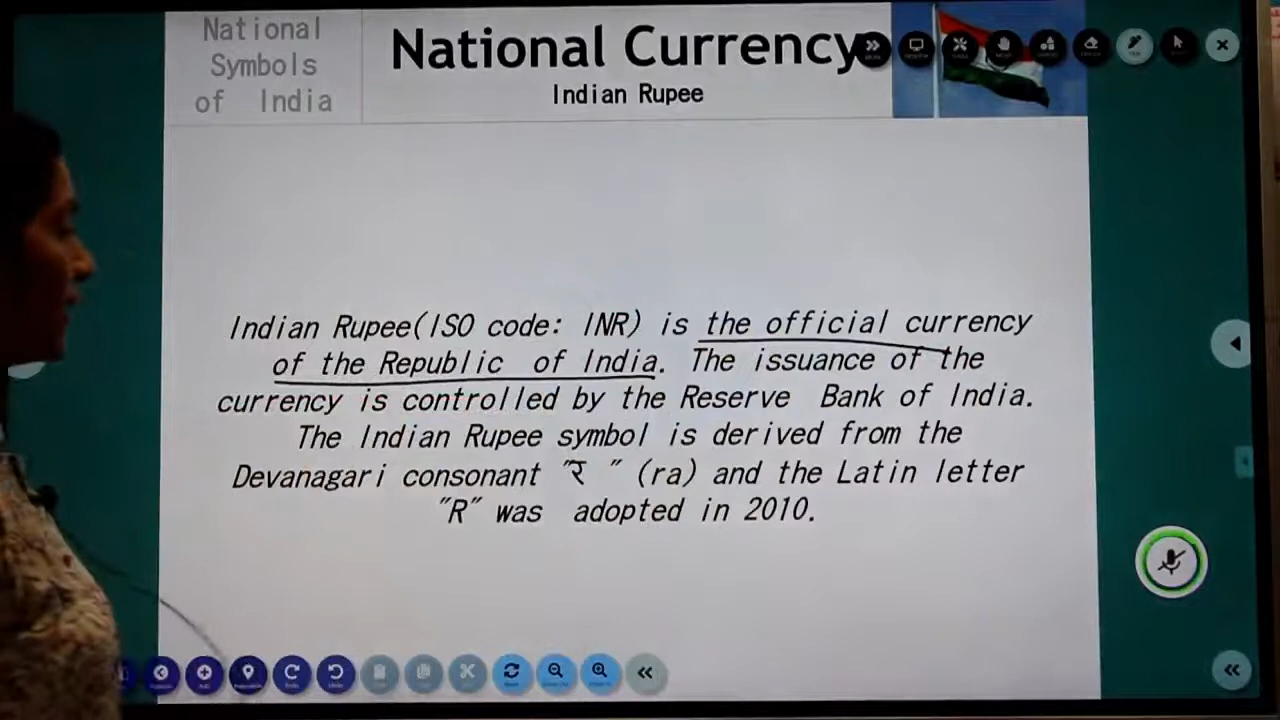 National
Symbols
of India
National Currency
Indian Rupee
Indian Rupee(ISO code: INR) is the official currency
of the Republic of India. The issuance of the
currency is controlled by the Reserve Bank of India.
The Indian Rupee symbol is derived from the
Devanagari consonant "र " (ra) and the Latin letter
"R" was adopted in 2010.